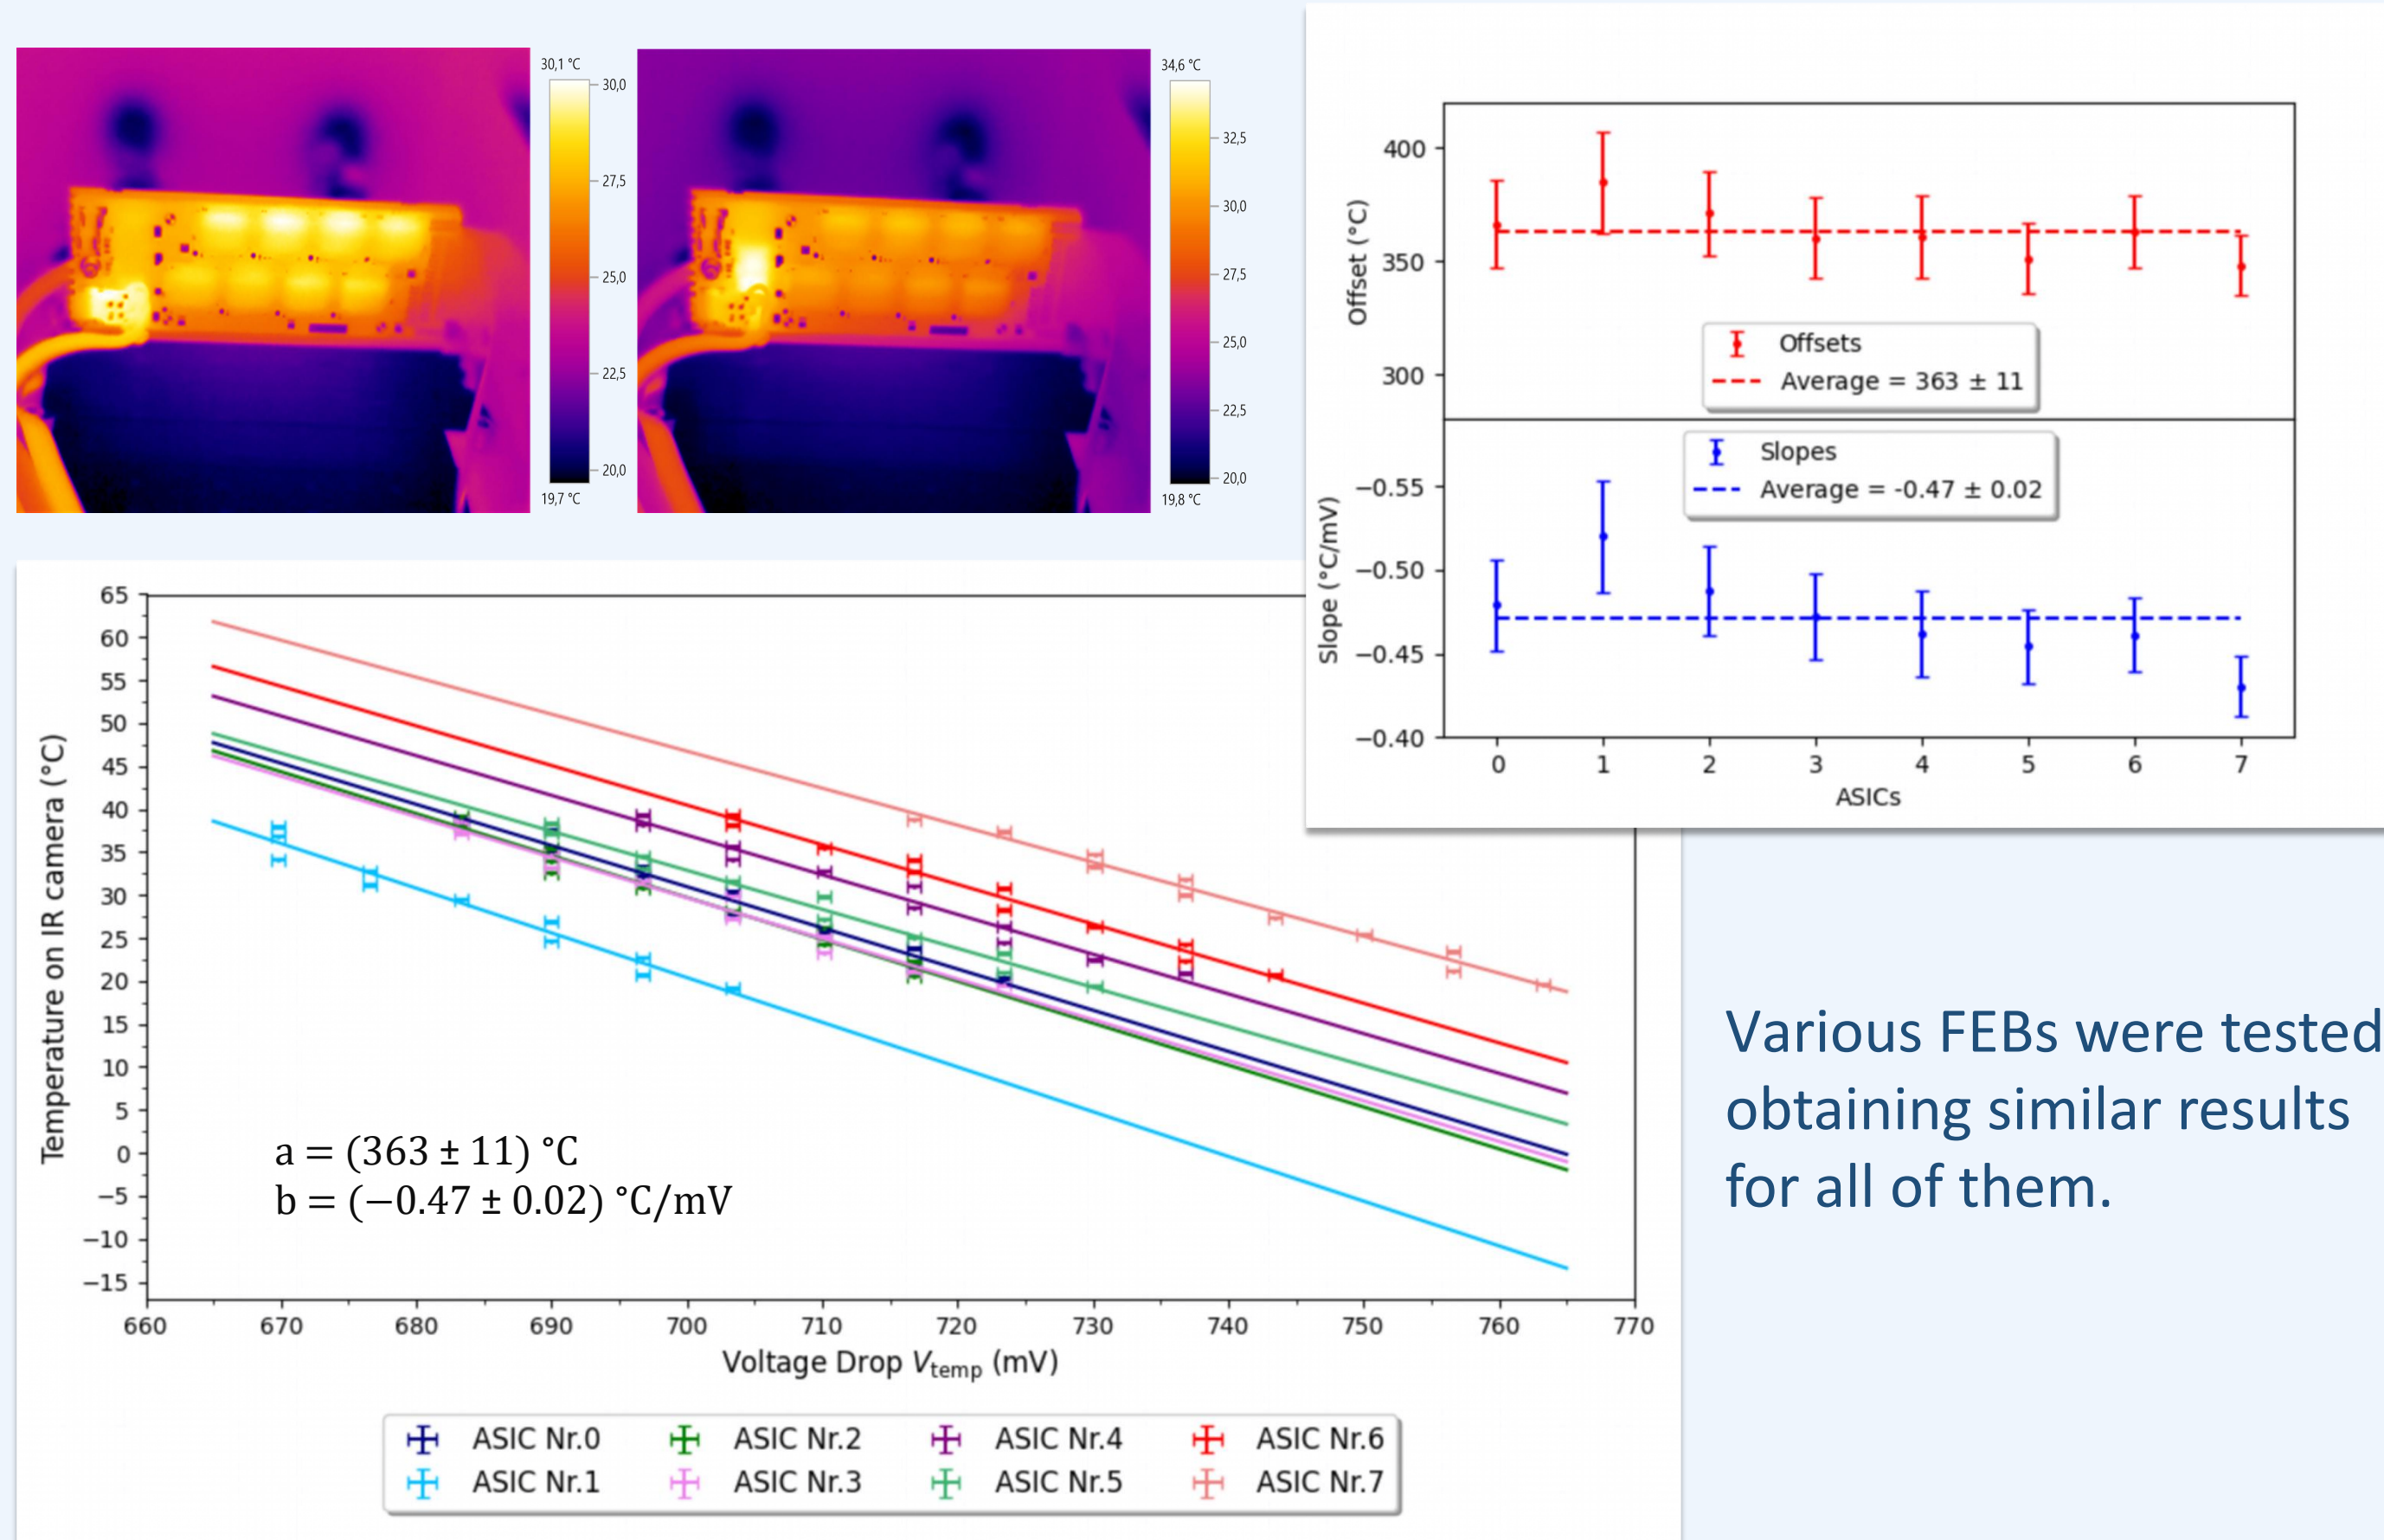 30,1 °C
30,0
27,5
25,0
22,5
20,0
19,7 °C
34,6 °C
32,5
30,0
27,5
25,0
22,5
20,0
19,8 °C
Offset (°C)
400
350
300
Offsets
Average = 363 ± 11
Slope (°C/mV)
−0.55
−0.50
−0.45
−0.40
Slopes
Average = -0.47 ± 0.02
0 1 2 3 4 5 6 7
ASICs
Temperature on IR camera (°C)
65
60
55
50
45
40
35
30
25
20
15
10
5
0
−5
−10
−15
a = (363 ± 11) °C
b = (−0.47 ± 0.02) °C/mV
660 670 680 690 700 710 720 730 740 750 760 770
Voltage Drop Vtemp (mV)
ASIC Nr.0 ASIC Nr.2 ASIC Nr.4 ASIC Nr.6
ASIC Nr.1 ASIC Nr.3 ASIC Nr.5 ASIC Nr.7
Various FEBs were tested
obtaining similar results
for all of them.